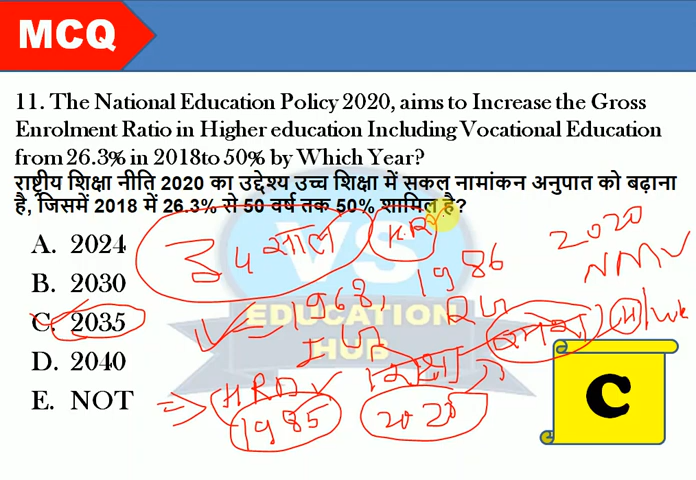 MCQ
11. The National Education Policy 2020, aims to Increase the Gross
Enrolment Ratio in Higher education Including Vocational Education
from 26.3% in 2018to 50% by Which Year?
राष्ट्रीय शिक्षा नीति 2020 का उद्देश्य उच्च शिक्षा में सकल नामांकन अनुपात को बढ़ाना
है, जिसमें 2018 में 26.3% से 50 वर्ष तक 50% शामिल है?
A. 2024
B. 2030
C. 2035
D. 2040
E. NOT
साल
2020
1968, 1986
VS
EDUCATION
HUB
शिक्षा
HRD
1985
2020
C